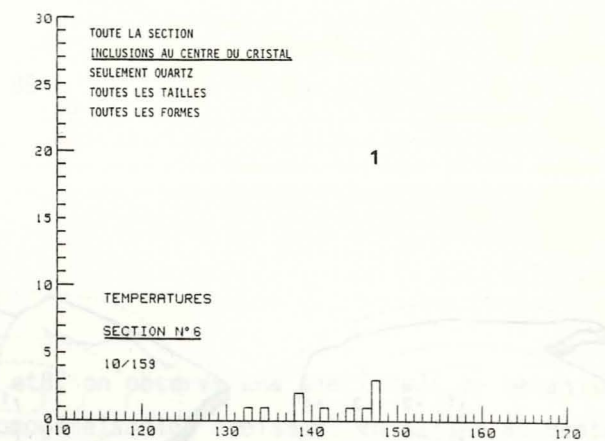 30
TOUTE LA SECTION
INCLUSIONS AU CENTRE DU CRISTAL
SEULEMENT QUARTZ
25
TOUTES LES TAILLES
TOUTES LES FORMES
20
1
15
10
TEMPERATURES
SECTION N°6
5
10/159
0
110 120 130 140 150 160 170